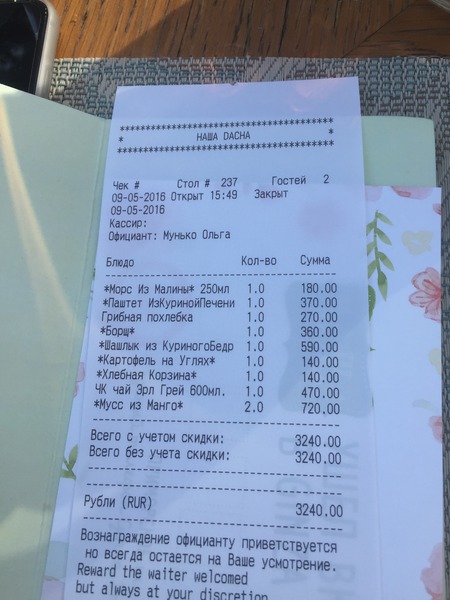 ************************************
* НАША DACHA *
************************************
Чек # Стол # 237 Гостей 2
09-05-2016 Открыт 15:49 Закрыт
09-05-2016
Кассир:
Официант: Мунько Ольга
Блюдо Кол-во Сумма
*Морс Из Малины* 250мл 1.0 180.00
*Паштет ИзКуринойПечени 1.0 370.00
Грибная похлебка 1.0 270.00
*Борщ* 1.0 360.00
*Шашлык из КуриногоБедр 1.0 590.00
*Картофель на Углях* 1.0 140.00
*Хлебная Корзина* 1.0 140.00
ЧК чай Эрл Грей 600мл. 1.0 470.00
*Мусс из Манго* 2.0 720.00
Всего с учетом скидки: 3240.00
Всего без учета скидки: 3240.00
Рубли (RUR) 3240.00
Вознаграждение официанту приветствуется
но всегда остается на Ваше усмотрение.
Reward the waiter welcomed
but always at your discretion